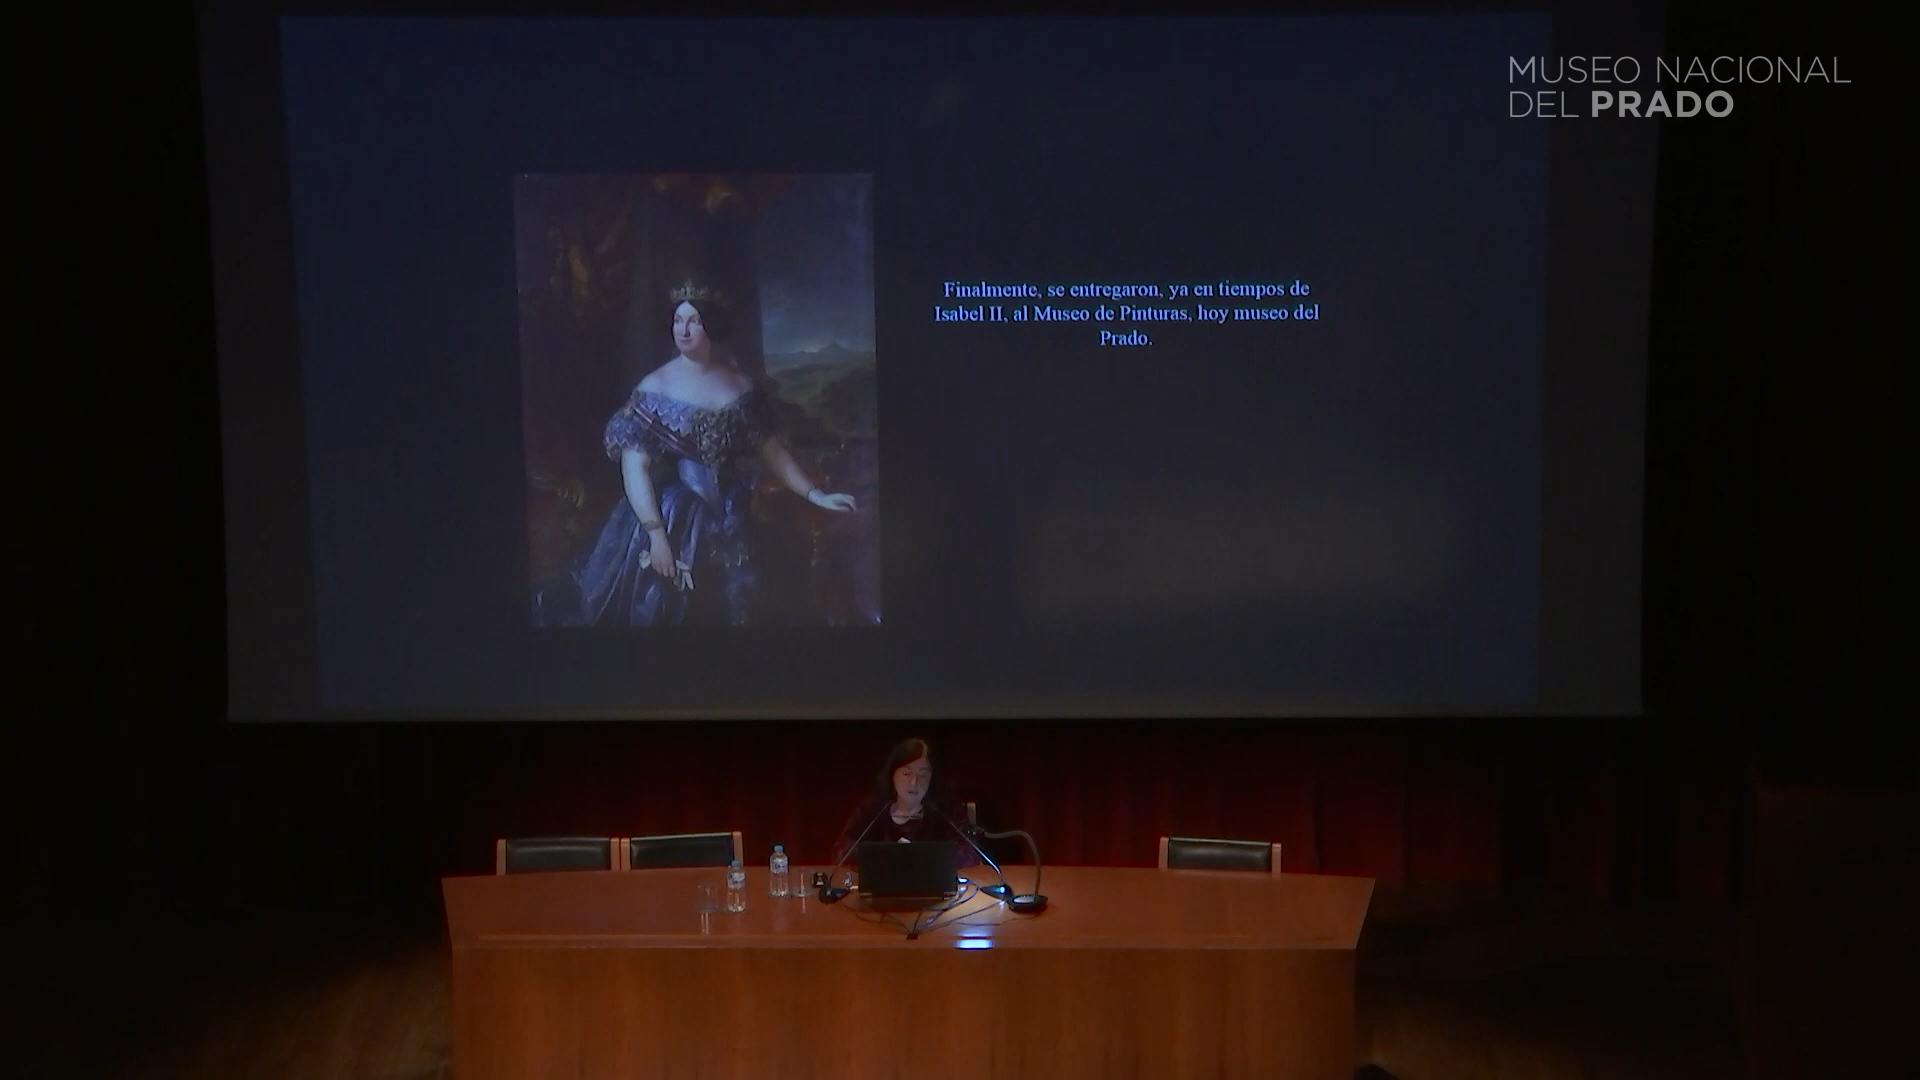 MUSEO NACIONAL
DEL PRADO
Finalmente, se entregaron, ya en tiempos de
Isabel II, al Museo de Pinturas, hoy museo del
Prado.